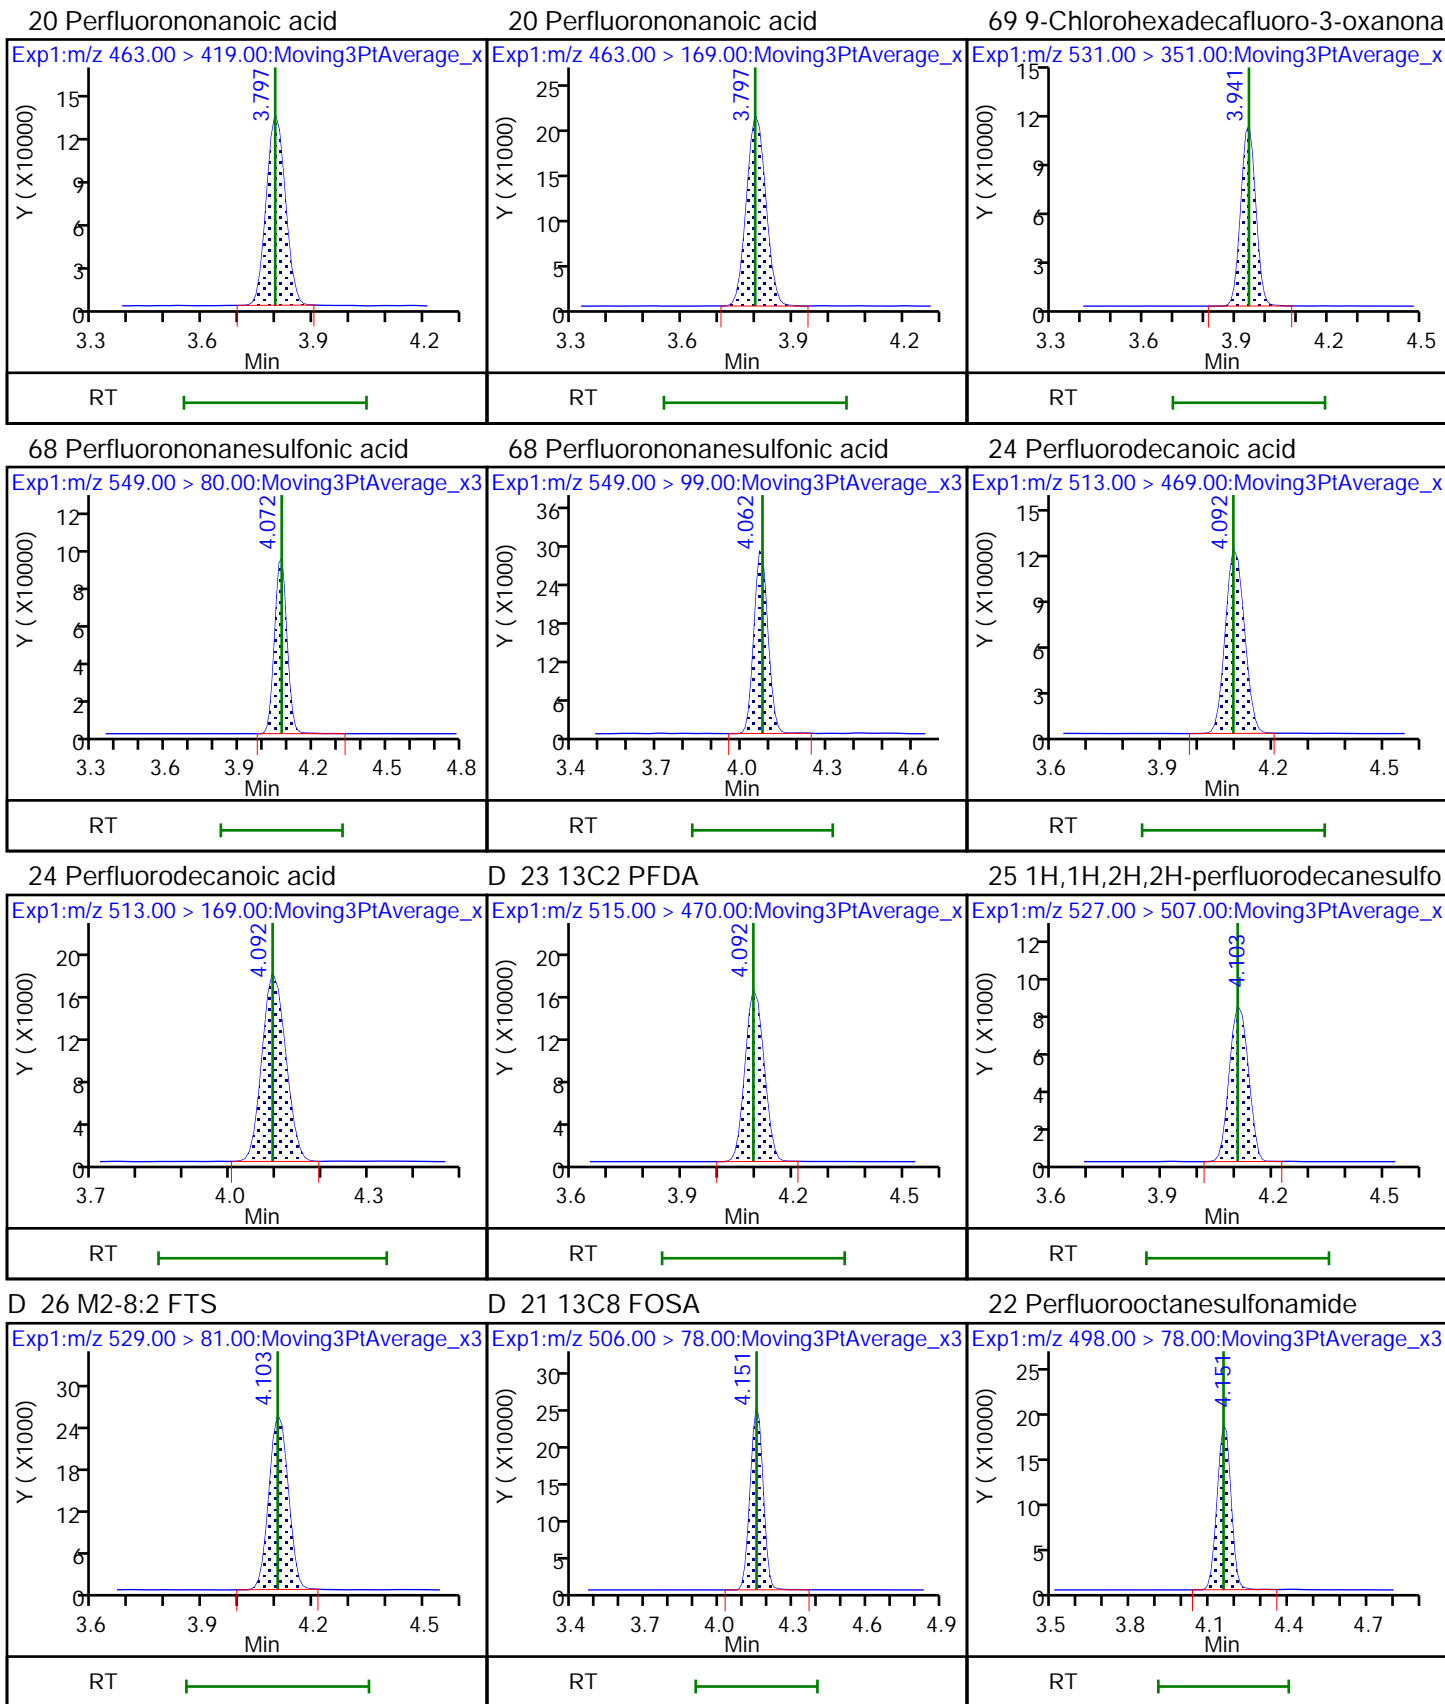 20 Perfluorononanoic acid
Exp1:m/z 463.00 > 419.00:Moving3PtAverage_x
3.797
Y ( X10000)
15
12
9
6
3
0
3.3 3.6 3.9 4.2
Min
RT
20 Perfluorononanoic acid
Exp1:m/z 463.00 > 169.00:Moving3PtAverage_x
3.797
Y ( X1000)
25
20
15
10
5
0
3.3 3.6 3.9 4.2
Min
RT
69 9-Chlorohexadecafluoro-3-oxanona
Exp1:m/z 531.00 > 351.00:Moving3PtAverage_x
3.941
Y ( X10000)
15
12
9
6
3
0
3.3 3.6 3.9 4.2 4.5
Min
RT
68 Perfluorononanesulfonic acid
Exp1:m/z 549.00 > 80.00:Moving3PtAverage_x3
4.072
Y ( X10000)
12
10
8
6
4
2
0
3.3 3.6 3.9 4.2 4.5 4.8
Min
RT
68 Perfluorononanesulfonic acid
Exp1:m/z 549.00 > 99.00:Moving3PtAverage_x3
4.062
Y ( X1000)
36
30
24
18
12
6
0
3.4 3.7 4.0 4.3 4.6
Min
RT
24 Perfluorodecanoic acid
Exp1:m/z 513.00 > 469.00:Moving3PtAverage_x
4.092
Y ( X10000)
15
12
9
6
3
0
3.6 3.9 4.2 4.5
Min
RT
24 Perfluorodecanoic acid
Exp1:m/z 513.00 > 169.00:Moving3PtAverage_x
4.092
Y ( X1000)
20
16
12
8
4
0
3.7 4.0 4.3
Min
RT
D 23 13C2 PFDA
Exp1:m/z 515.00 > 470.00:Moving3PtAverage_x
4.092
Y ( X10000)
20
16
12
8
4
0
3.6 3.9 4.2 4.5
Min
RT
25 1H,1H,2H,2H-perfluorodecanesulfo
Exp1:m/z 527.00 > 507.00:Moving3PtAverage_x
4.103
Y ( X1000)
12
10
8
6
4
2
0
3.6 3.9 4.2 4.5
Min
RT
D 26 M2-8:2 FTS
Exp1:m/z 529.00 > 81.00:Moving3PtAverage_x3
4.103
Y ( X1000)
30
24
18
12
6
0
3.6 3.9 4.2 4.5
Min
RT
D 21 13C8 FOSA
Exp1:m/z 506.00 > 78.00:Moving3PtAverage_x3
4.151
Y ( X10000)
30
25
20
15
10
5
0
3.4 3.7 4.0 4.3 4.6 4.9
Min
RT
22 Perfluorooctanesulfonamide
Exp1:m/z 498.00 > 78.00:Moving3PtAverage_x3
4.151
Y ( X10000)
25
20
15
10
5
0
3.5 3.8 4.1 4.4 4.7
Min
RT